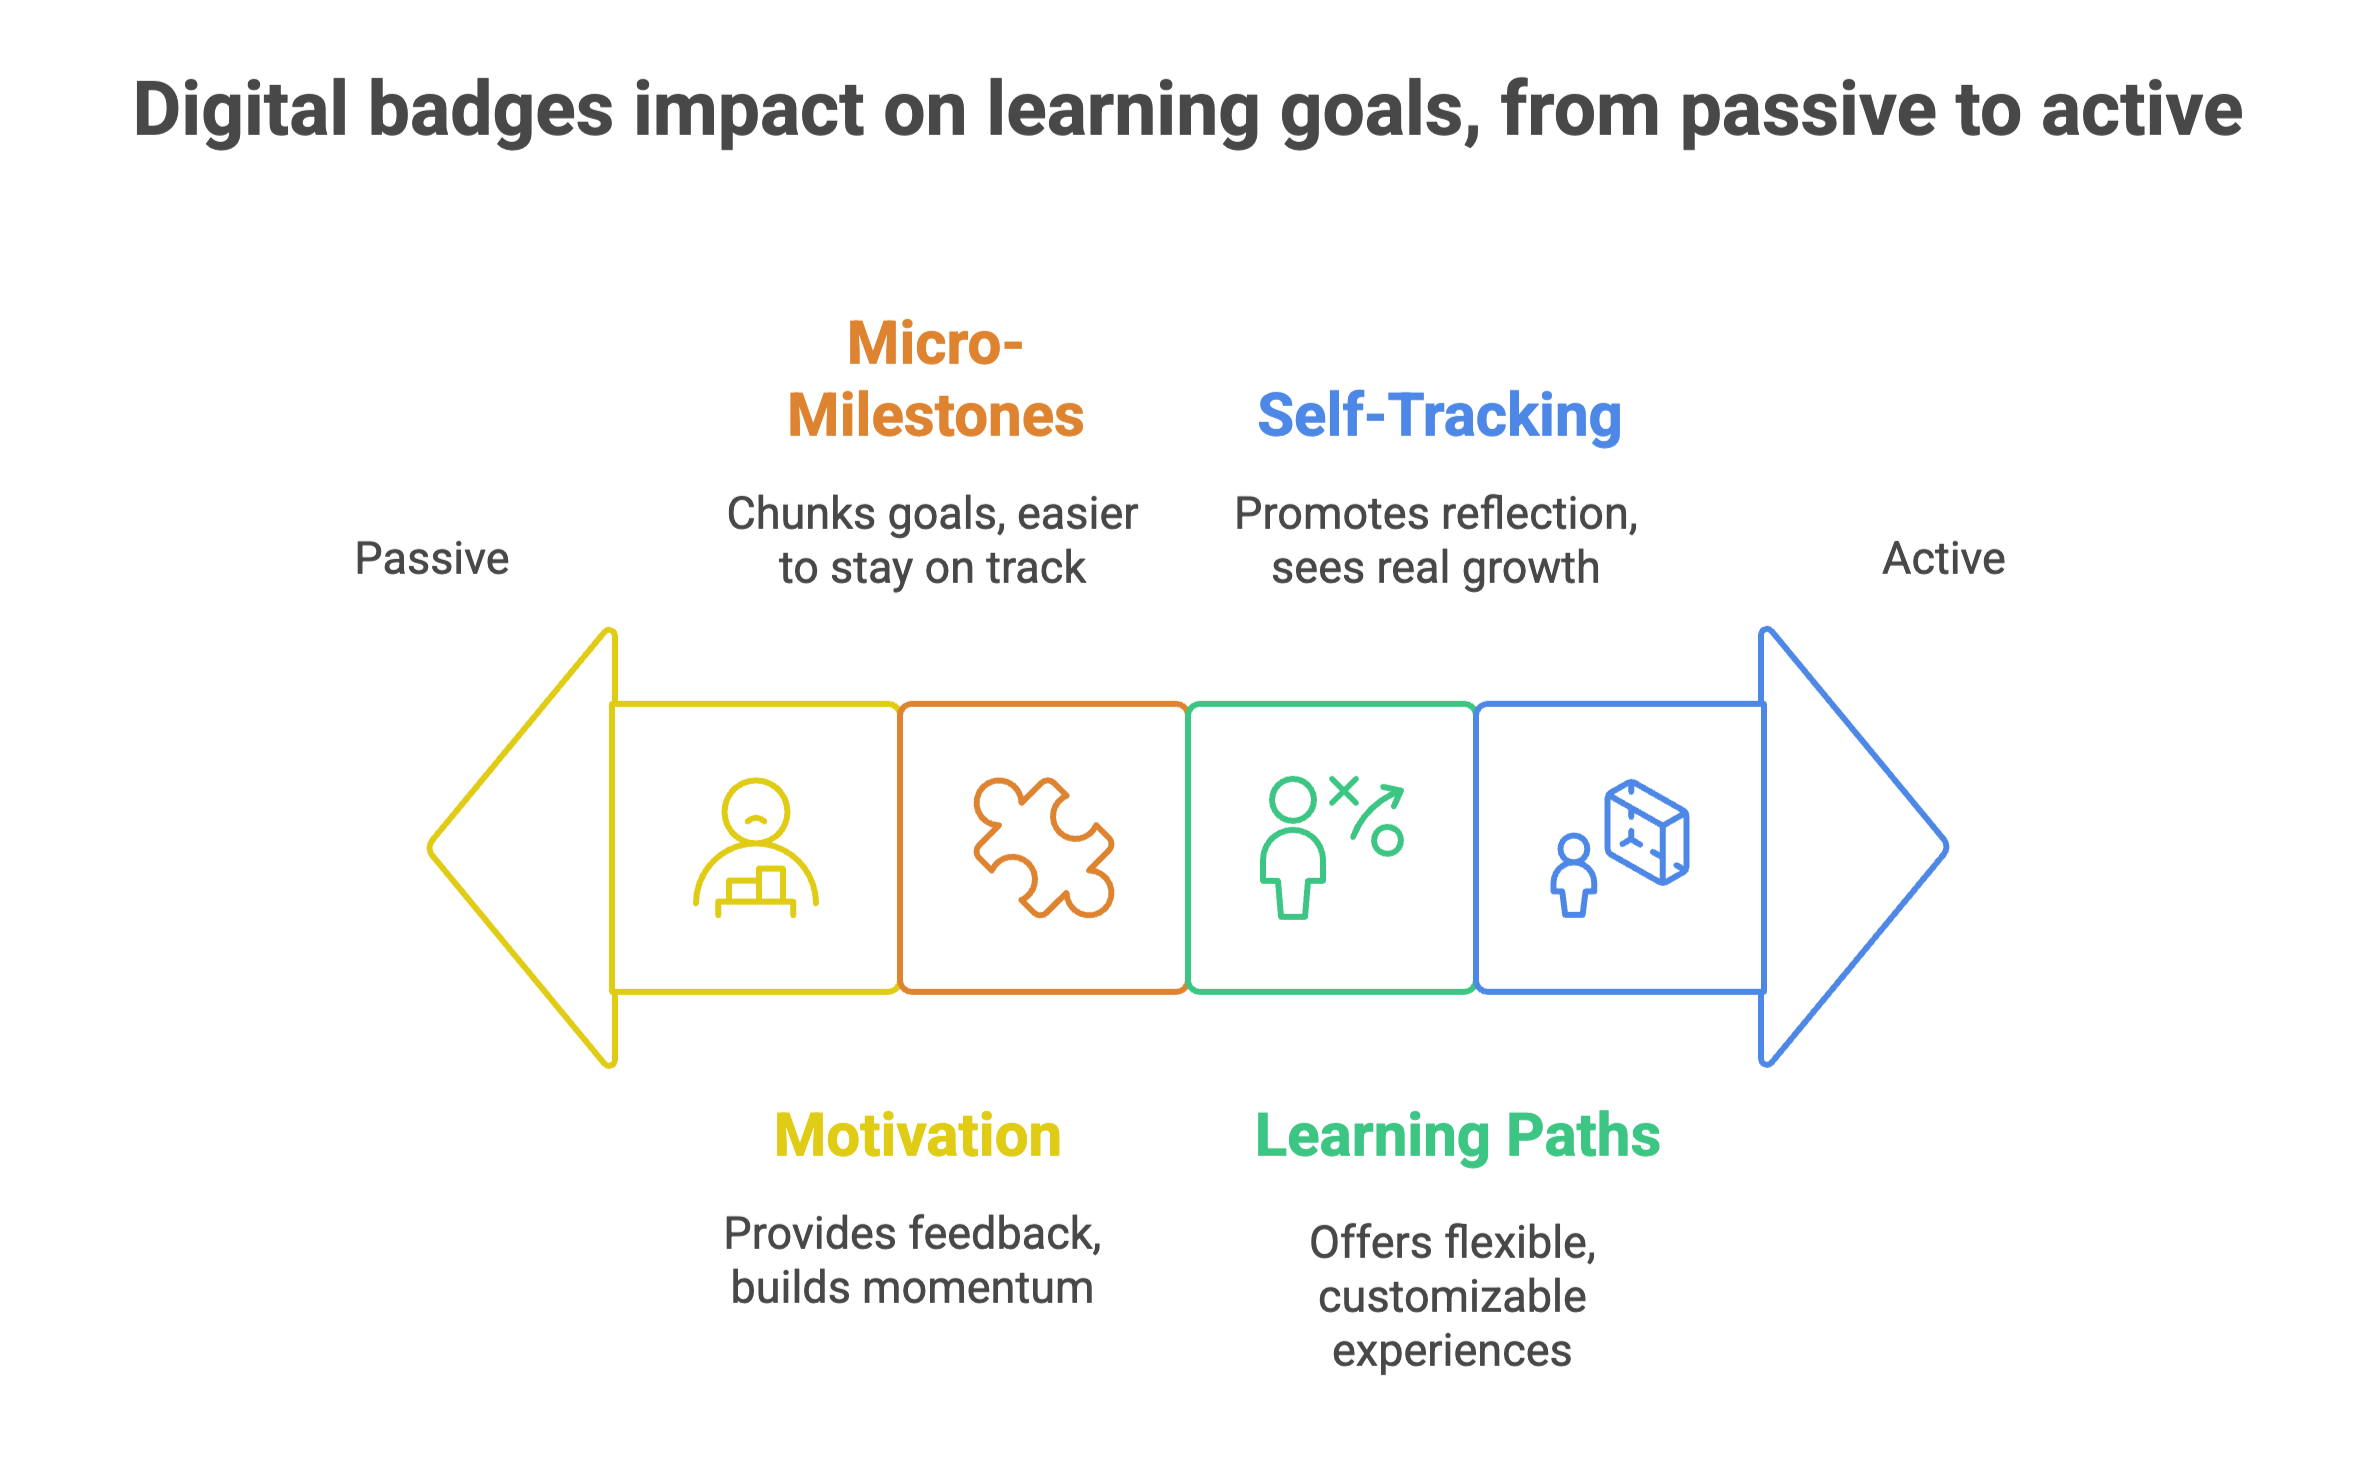 Digital badges impact on learning goals, from passive to active
Micro-
Milestones
Self-Tracking
Chunks goals, easier
to stay on track
Promotes reflection,
sees real growth
Passive
Active
Motivation
Learning Paths
Provides feedback,
builds momentum
Offers flexible,
customizable
experiences